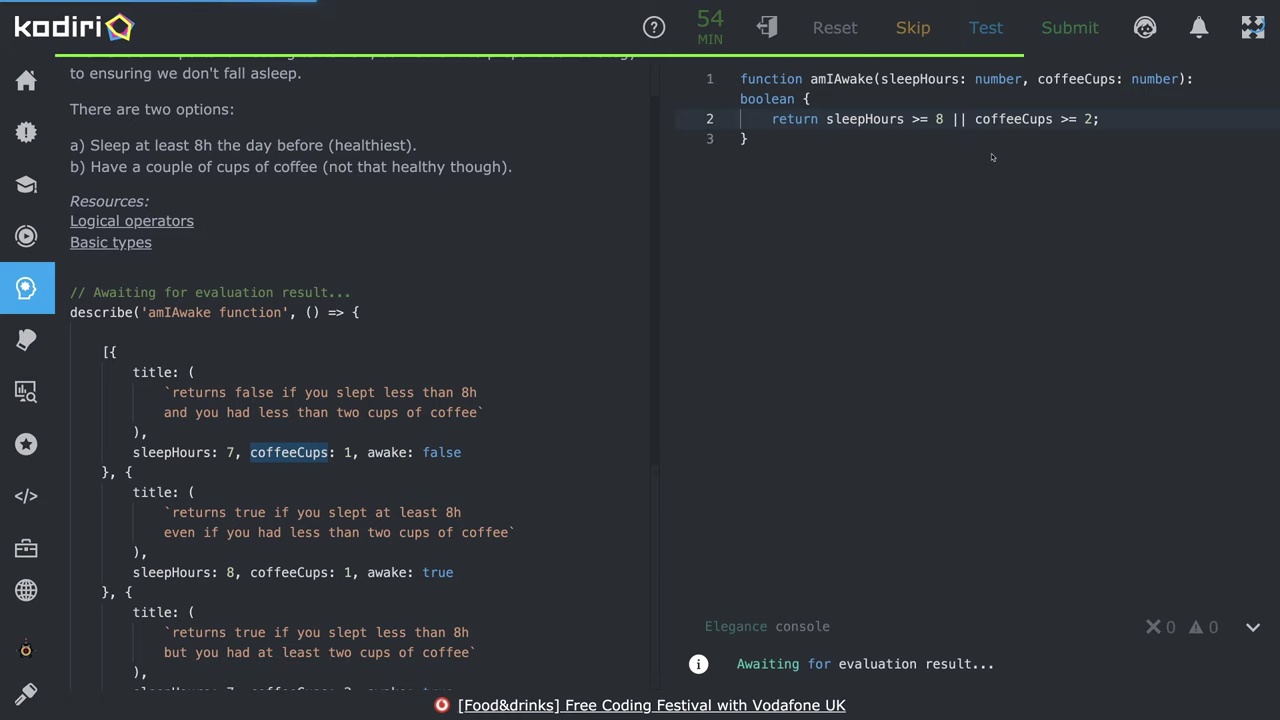 kodiri
54
MIN
Reset
Skip
Test
Submit
to ensuring we don't fall asleep.
There are two options:
a) Sleep at least 8h the day before (healthiest).
b) Have a couple of cups of coffee (not that healthy though).
Resources:
Logical operators
Basic types
// Awaiting for evaluation result...
describe('amIAwake function', () => {
[{
title: (
`returns false if you slept less than 8h
and you had less than two cups of coffee`
),
sleepHours: 7, coffeeCups: 1, awake: false
}, {
title: (
`returns true if you slept at least 8h
even if you had less than two cups of coffee`
),
sleepHours: 8, coffeeCups: 1, awake: true
}, {
title: (
`returns true if you slept less than 8h
but you had at least two cups of coffee`
),
1 function amIAwake(sleepHours: number, coffeeCups: number):
boolean {
2 return sleepHours >= 8 || coffeeCups >= 2;
3 }
Elegance console
0 0
Awaiting for evaluation result...
[Food&drinks] Free Coding Festival with Vodafone UK